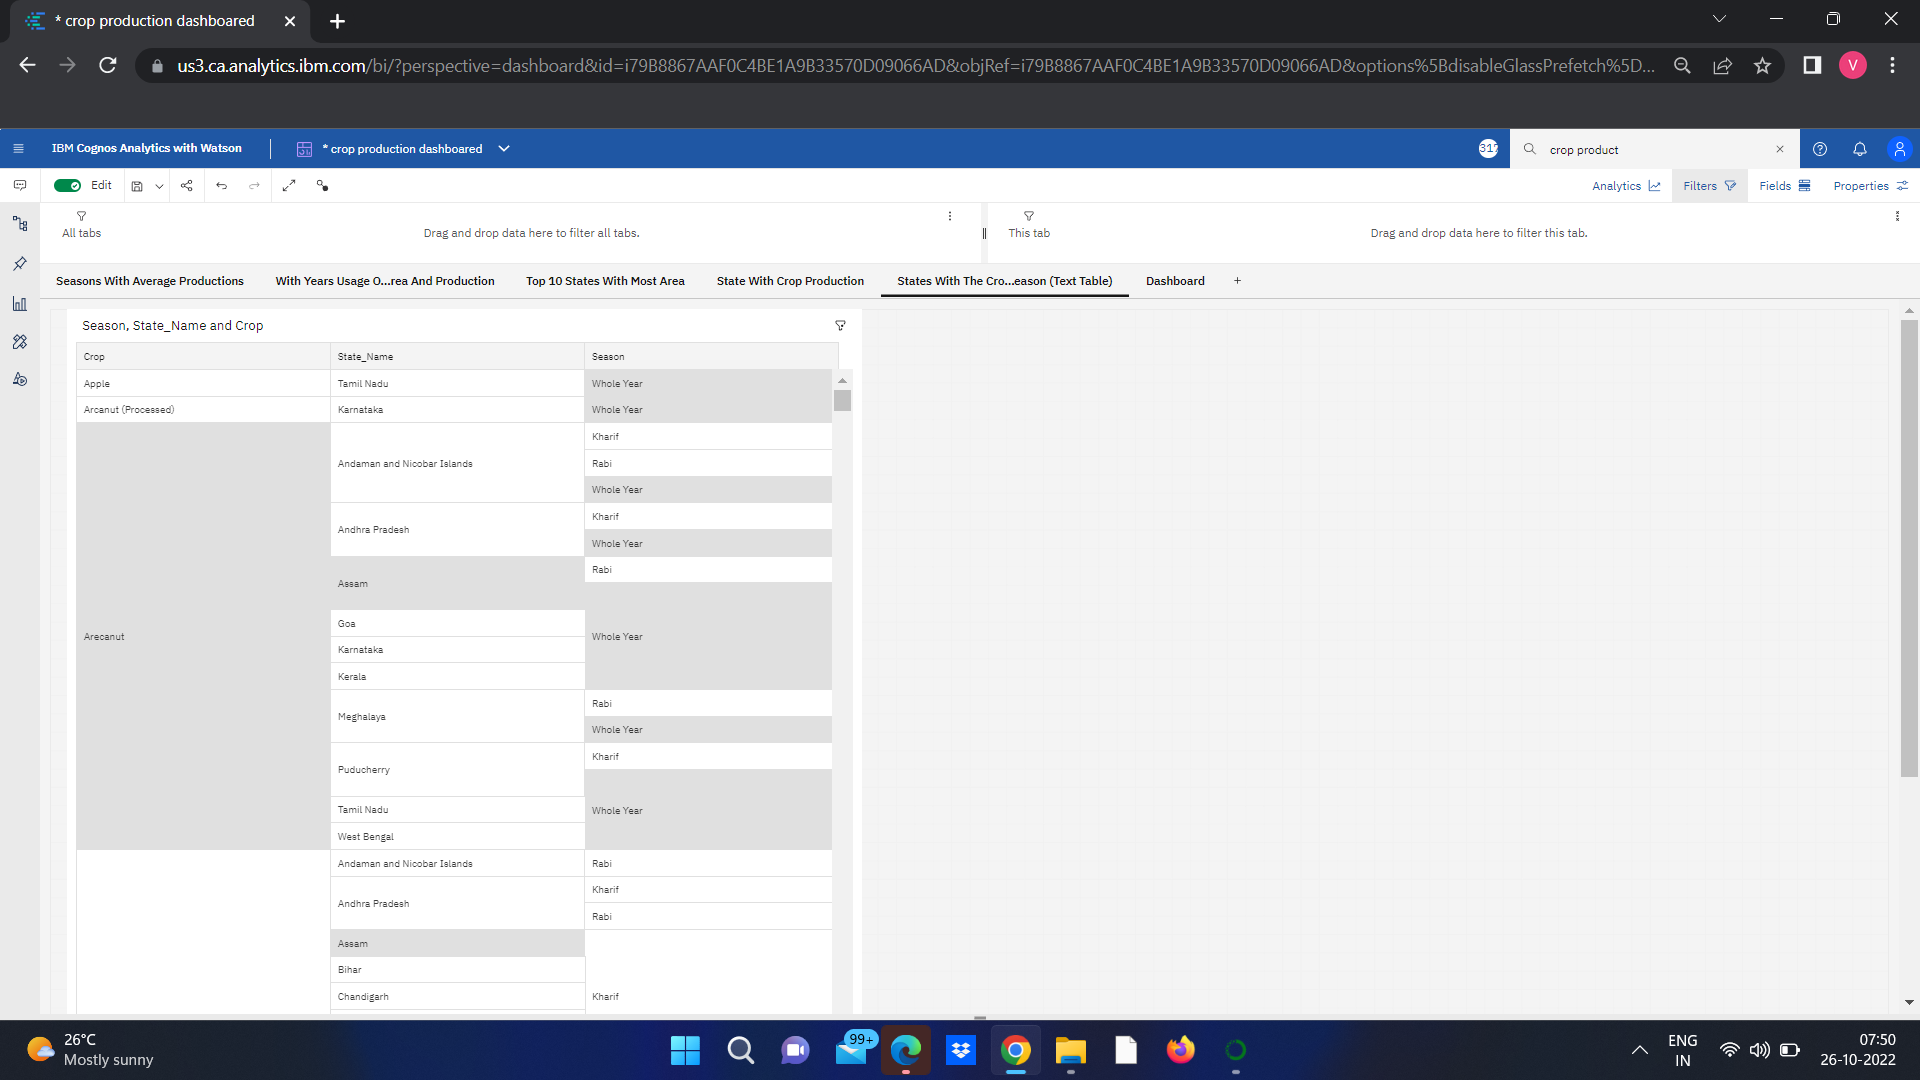 * crop production dashboared
us3.ca.analytics.ibm.com/bi/?perspective=dashboard&id=i79B8867AAF0C4BE1A9B33570D09066AD&objRef=i79B8867AAF0C4BE1A9B33570D09066AD&options%5BdisableGlassPrefetch%5D...
V
IBM Cognos Analytics with Watson
* crop production dashboared
crop product
Edit
Analytics
Filters
Fields
Properties
All tabs
Drag and drop data here to filter all tabs.
This tab
Drag and drop data here to filter this tab.
Seasons With Average Productions
With Years Usage O...rea And Production
Top 10 States With Most Area
State With Crop Production
States With The Cro...eason (Text Table)
Dashboard
Season, State_Name and Crop
Crop State_Name Season
Apple Tamil Nadu Whole Year
Arcanut (Processed) Karnataka Whole Year
Kharif
Andaman and Nicobar Islands Rabi
Whole Year
Kharif
Andhra Pradesh
Whole Year
Rabi
Assam
Goa
Arecanut Whole Year
Karnataka
Kerala
Rabi
Meghalaya
Whole Year
Kharif
Puducherry
Tamil Nadu Whole Year
West Bengal
Andaman and Nicobar Islands Rabi
Kharif
Andhra Pradesh
Rabi
Assam
Bihar
Chandigarh Kharif
26°C
Mostly sunny
99+
ENG
IN
07:50
26-10-2022